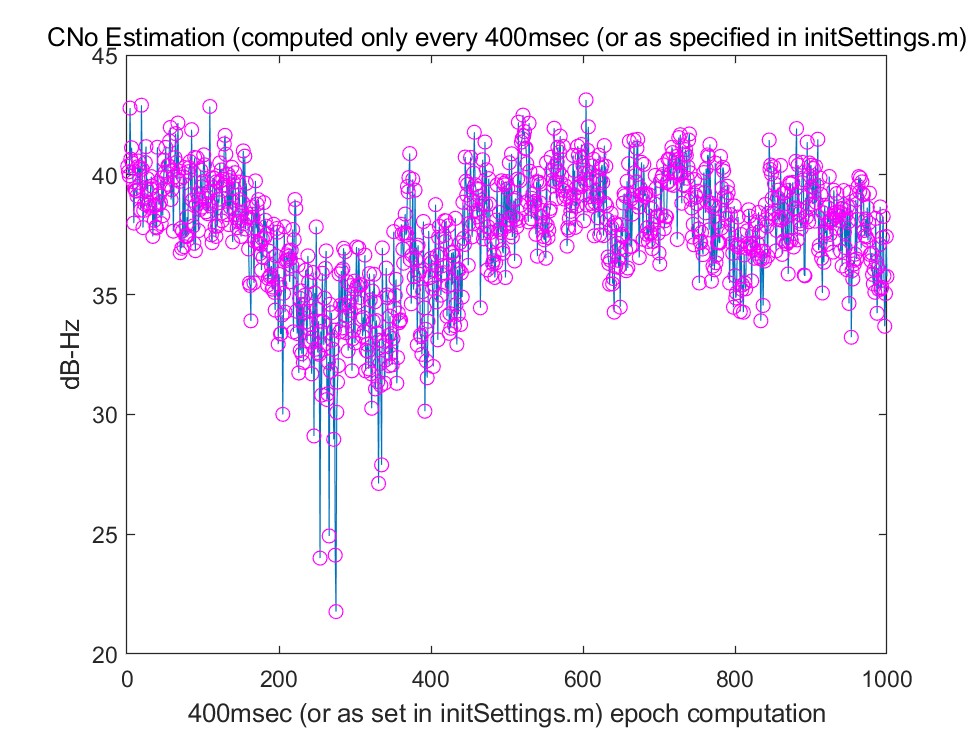 CNo Estimation (computed only every 400msec (or as specified in initSettings.m)
45
40
35
30
25
20
dB-Hz
0 200 400 600 800 1000
400msec (or as set in initSettings.m) epoch computation